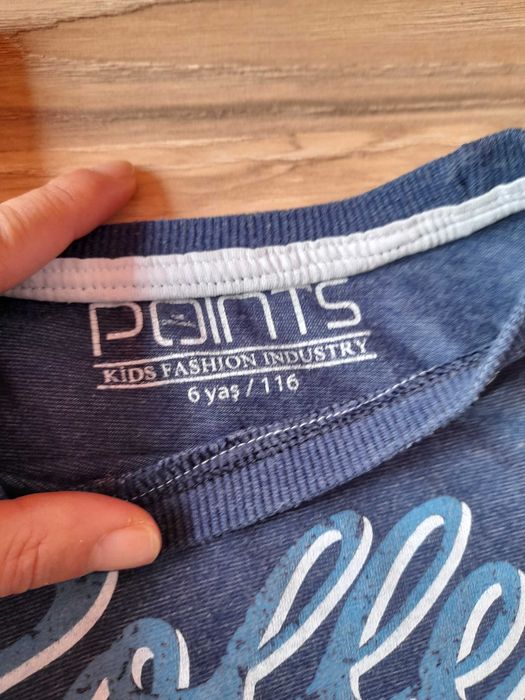 POINTS
KiDS FASHION INDUSTRY
6 yaş / 116